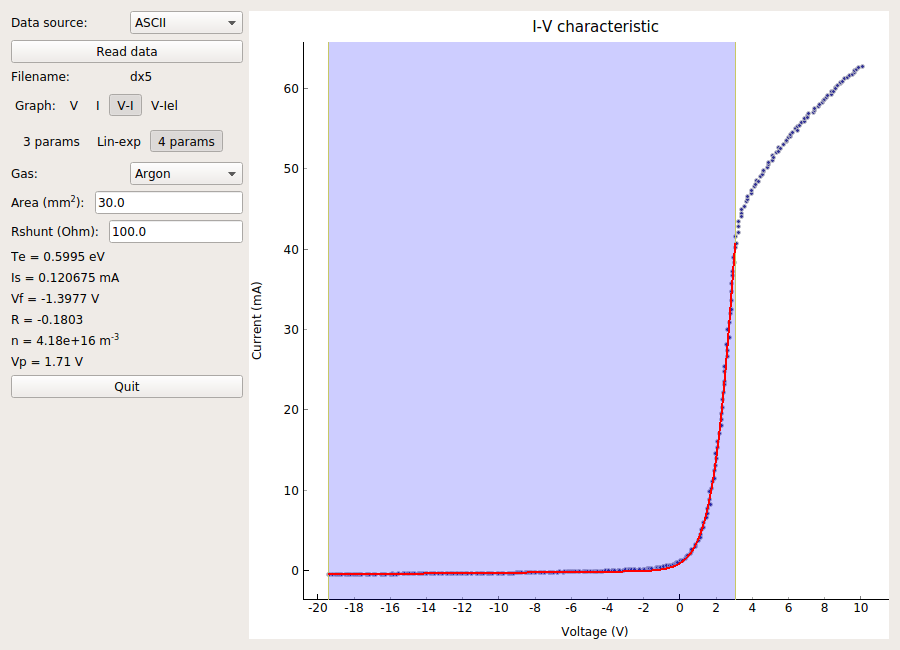 Data source: ASCII
Read data
Filename: dx5
Graph: V I V-I V-Iel
3 params Lin-exp 4 params
Gas: Argon
Area (mm²): 30.0
Rshunt (Ohm): 100.0
Te = 0.5995 eV
Is = 0.120675 mA
Vf = -1.3977 V
R = -0.1803
n = 4.18e+16 m⁻³
Vp = 1.71 V
Quit
I-V characteristic
Current (mA)
60
50
40
30
20
10
0
-20 -18 -16 -14 -12 -10 -8 -6 -4 -2 0 2 4 6 8 10
Voltage (V)